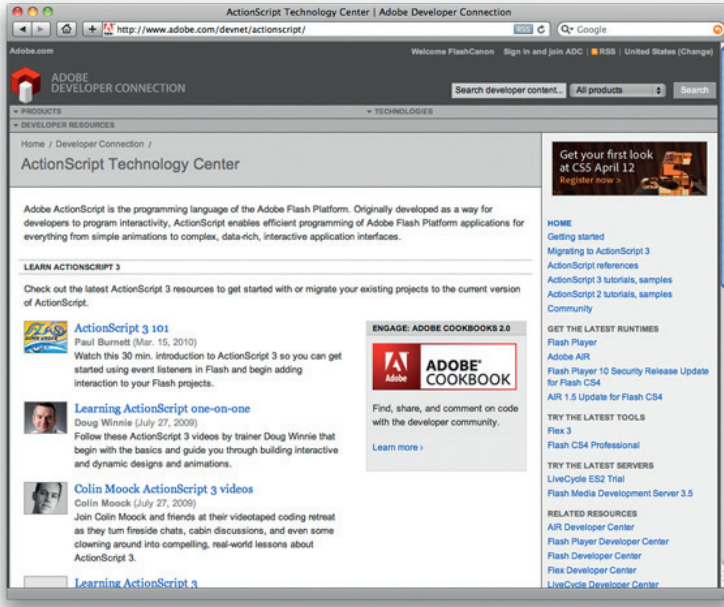 ActionScript Technology Center | Adobe Developer Connection
http://www.adobe.com/devnet/actionscript/
RSS
Google
Adobe.com
Welcome FlashCanon Sign in and join ADC | RSS | United States (Change)
ADOBE
DEVELOPER CONNECTION
Search developer content... All products Search
PRODUCTS
TECHNOLOGIES
DEVELOPER RESOURCES
Home / Developer Connection /
ActionScript Technology Center
Adobe ActionScript is the programming language of the Adobe Flash Platform. Originally developed as a way for
developers to program interactivity, ActionScript enables efficient programming of Adobe Flash Platform applications for
everything from simple animations to complex, data-rich, interactive application interfaces.
LEARN ACTIONSCRIPT 3
Check out the latest ActionScript 3 resources to get started with or migrate your existing projects to the current version
of ActionScript.
ActionScript 3 101
Paul Burnett (Mar. 15, 2010)
Watch this 30 min. introduction to ActionScript 3 so you can get
started using event listeners in Flash and begin adding
interaction to your Flash projects.
Learning ActionScript one-on-one
Doug Winnie (July 27, 2009)
Follow these ActionScript 3 videos by trainer Doug Winnie that
begin with the basics and guide you through building interactive
and dynamic designs and animations.
Colin Moock ActionScript 3 videos
Colin Moock (July 27, 2009)
Join Colin Moock and friends at their videotaped coding retreat
as they turn fireside chats, cabin discussions, and even some
clowning around into compelling, real-world lessons about
ActionScript 3.
Learning ActionScript 3
ENGAGE: ADOBE COOKBOOKS 2.0
Adobe
ADOBE®
COOKBOOK
Find, share, and comment on code
with the developer community.
Learn more ›
Get your first look
at CS5 April 12
Register now >
HOME
Getting started
Migrating to ActionScript 3
ActionScript references
ActionScript 3 tutorials, samples
ActionScript 2 tutorials, samples
Community
GET THE LATEST RUNTIMES
Flash Player
Adobe AIR
Flash Player 10 Security Release Update
for Flash CS4
AIR 1.5 Update for Flash CS4
TRY THE LATEST TOOLS
Flex 3
Flash CS4 Professional
TRY THE LATEST SERVERS
LiveCycle ES2 Trial
Flash Media Development Server 3.5
RELATED RESOURCES
AIR Developer Center
Flash Player Developer Center
Flash Developer Center
Flex Developer Center
LiveCycle Developer Center